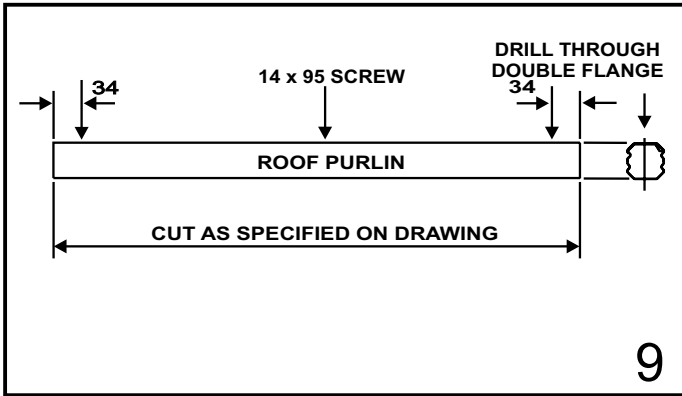 DRILL THROUGH
DOUBLE FLANGE
34
14 x 95 SCREW
34
ROOF PURLIN
CUT AS SPECIFIED ON DRAWING
9